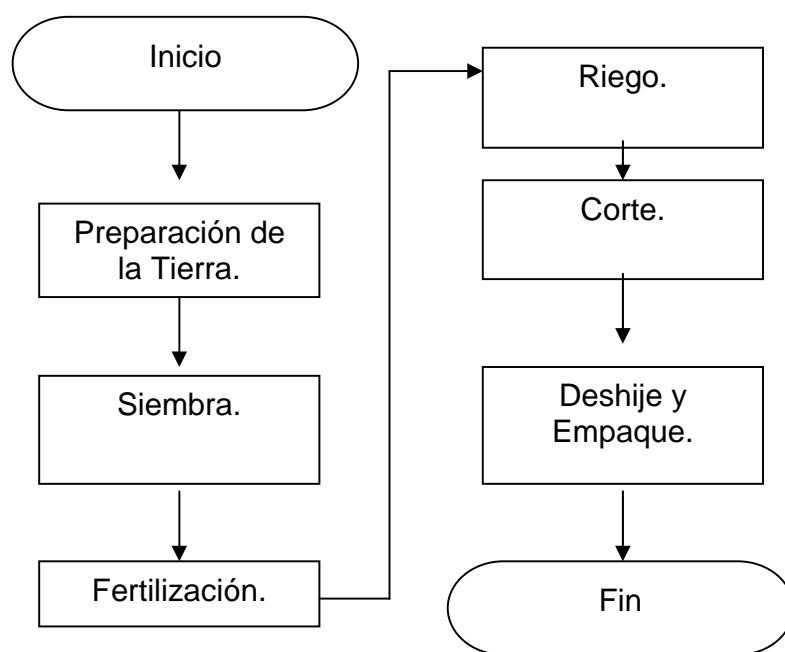 Inicio
Preparación de
la Tierra.
Siembra.
Fertilización.
Riego.
Corte.
Deshije y
Empaque.
Fin